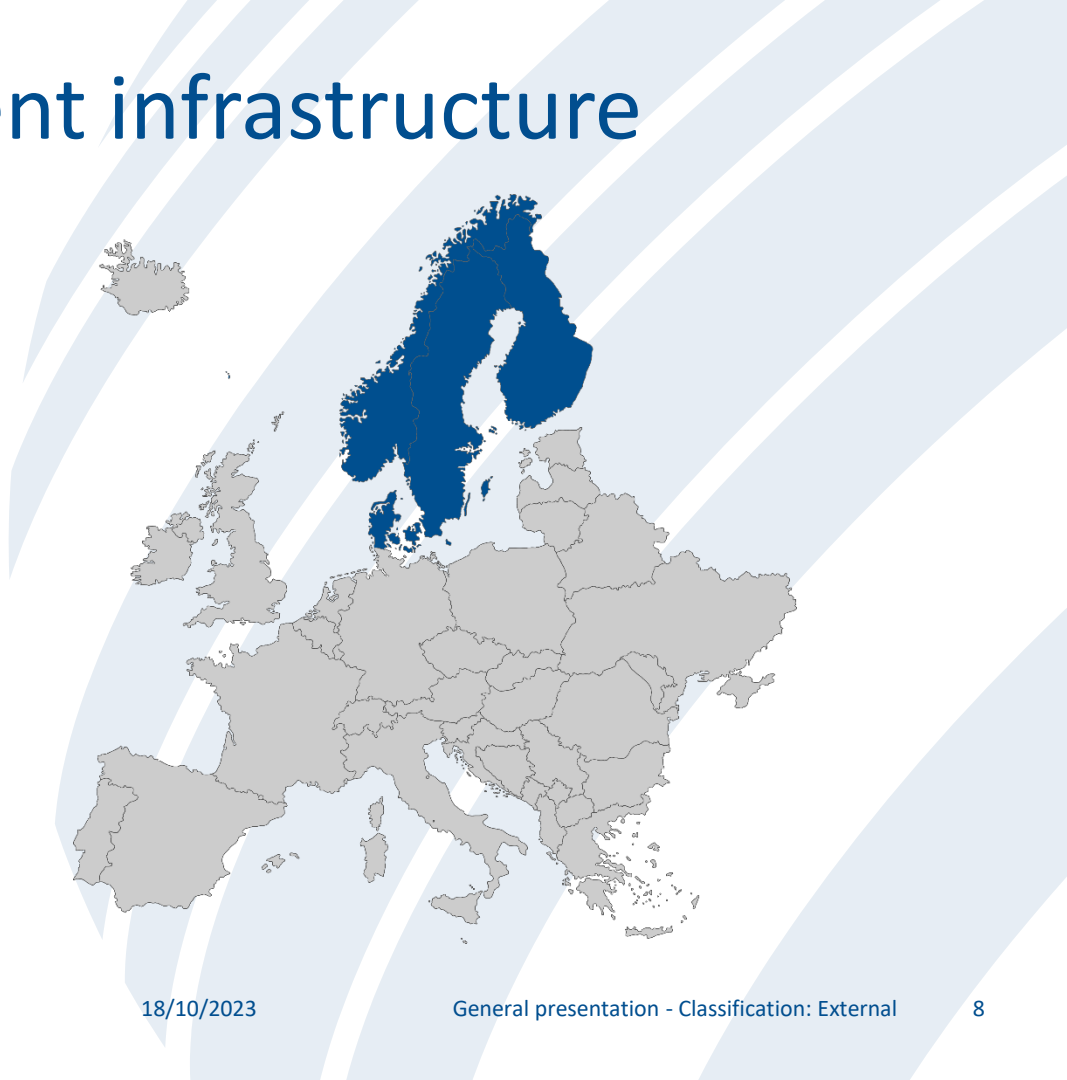 nt infrastructure
18/10/2023
General presentation - Classification: External
8